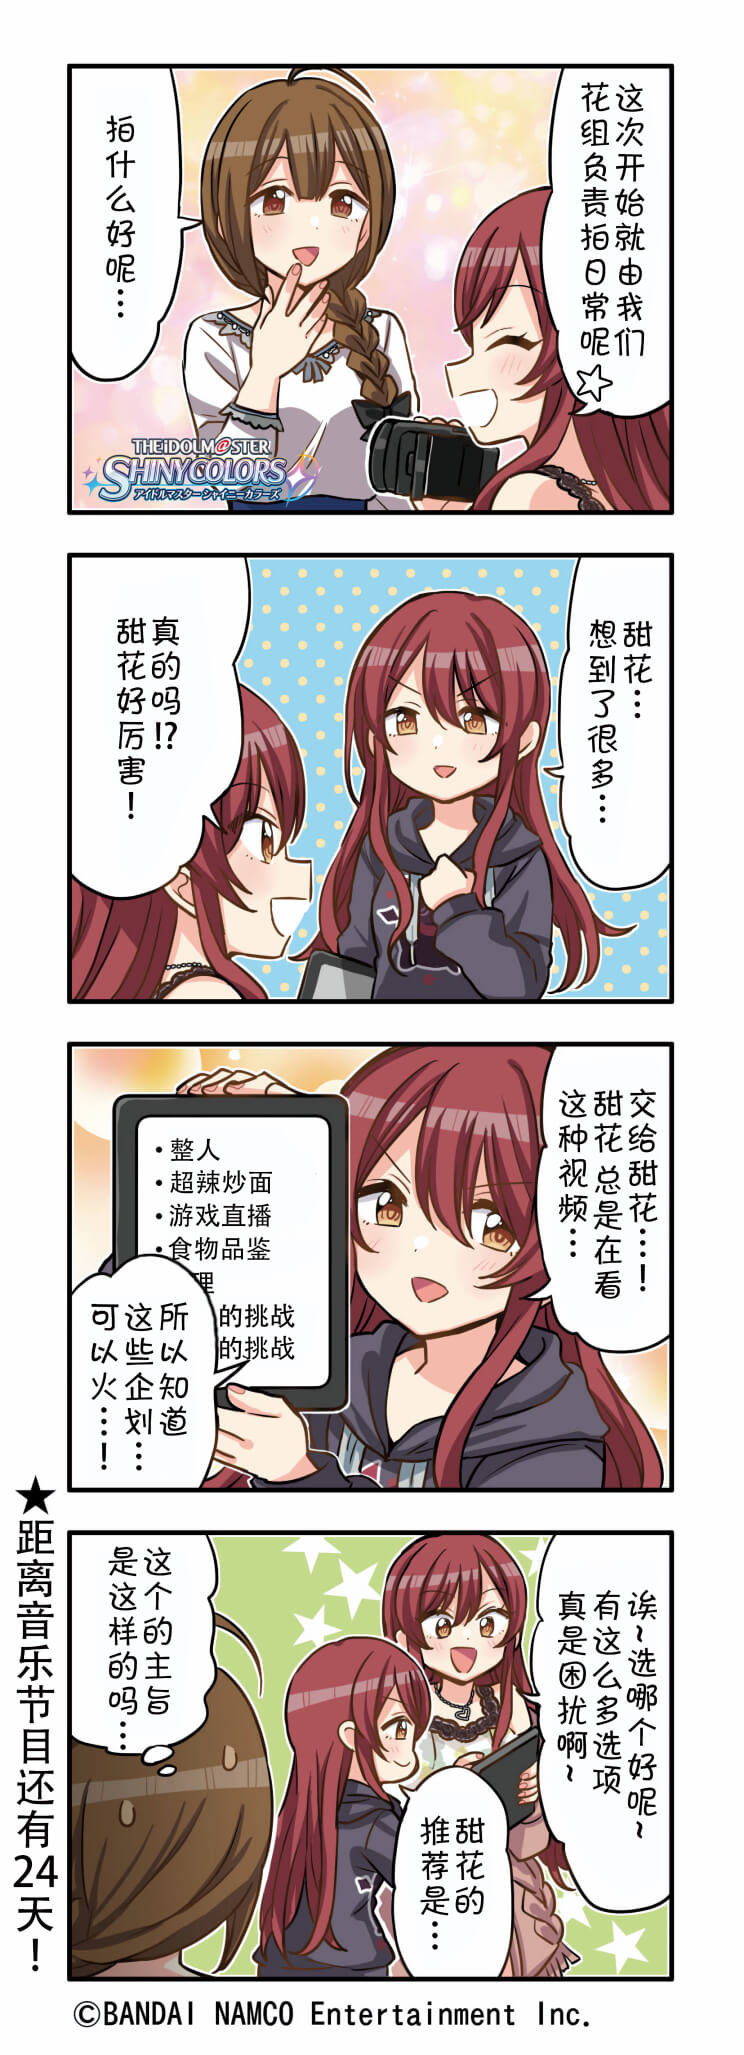 这次开始就由我们
花组负责拍日常呢☆
拍什么好呢…
THE iDOLM@STER
SHINYCOLORS
アイドルマスターシャイニーカラーズ
甜花…
想到了很多…
真的吗!?
甜花好厉害！
交给甜花…！
甜花 总是在看
这种视频…
・整人
・超辣炒面
・游戏直播
・食物品鉴
理
的挑战
的挑战
所以知道
这些企划…
可以火…！
诶~选哪个好呢~
有这么多选项
真是困扰啊~
甜花的
推荐是…
这个的主旨
是这样的吗…
★距离音乐节目还有24天！
©BANDAI NAMCO Entertainment Inc.